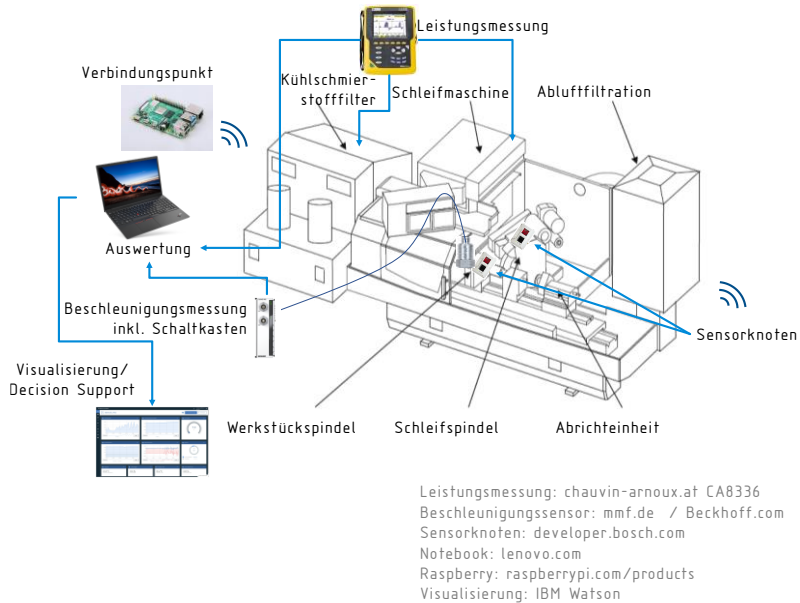 Leistungsmessung
Verbindungspunkt
Kühlschmier-
stofffilter
Schleifmaschine
Abluftfiltration
Auswertung
Beschleunigungsmessung
inkl. Schaltkasten
Sensorknoten
Visualisierung/
Decision Support
Werkstückspindel
Schleifspindel
Abrichteinheit
Leistungsmessung: chauvin-arnoux.at CA8336
Beschleunigungssensor: mmf.de / Beckhoff.com
Sensorknoten: developer.bosch.com
Notebook: lenovo.com
Raspberry: raspberrypi.com/products
Visualisierung: IBM Watson